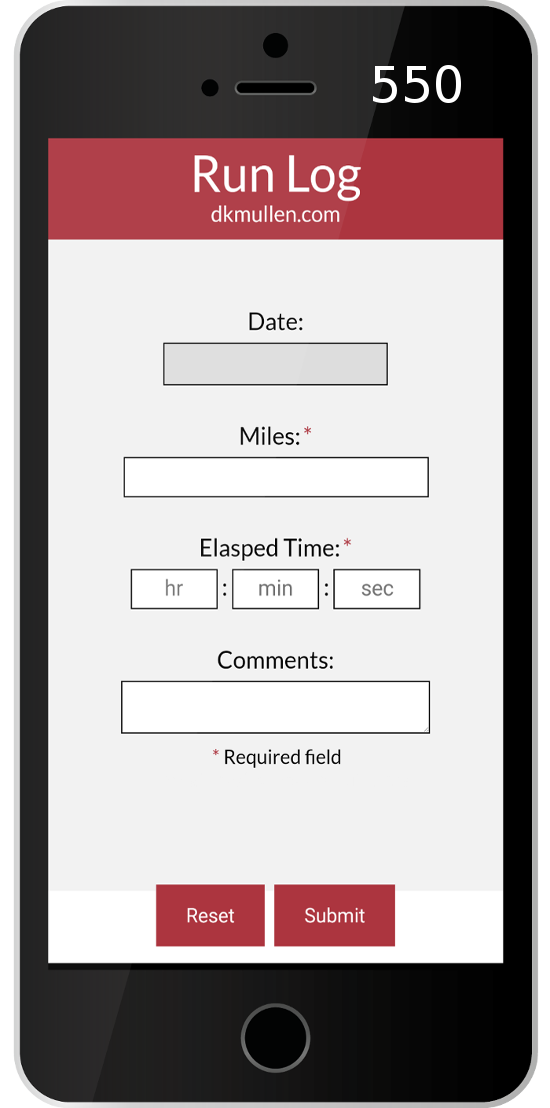 550
Run Log
dkmullen.com
Date:
Miles:*
Elasped Time:*
hr : min : sec
Comments:
* Required field
Reset Submit